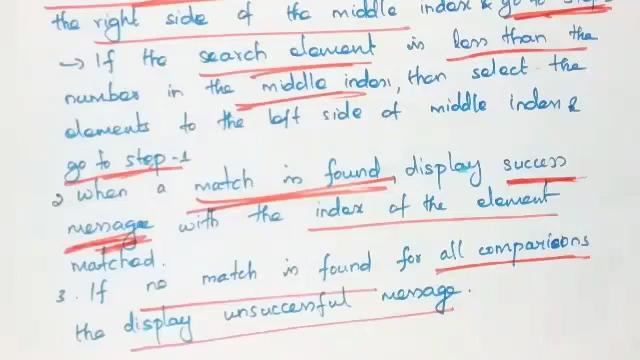 the right side of the middle index & go to step
→ If the search element is less than the
number in the middle index, than select the
elements to the left side of middle index &
go to step-1
2. When a match is found, display success
message with the index of the element
matched.
3. If no match is found for all comparisons
the display unsuccessful message.